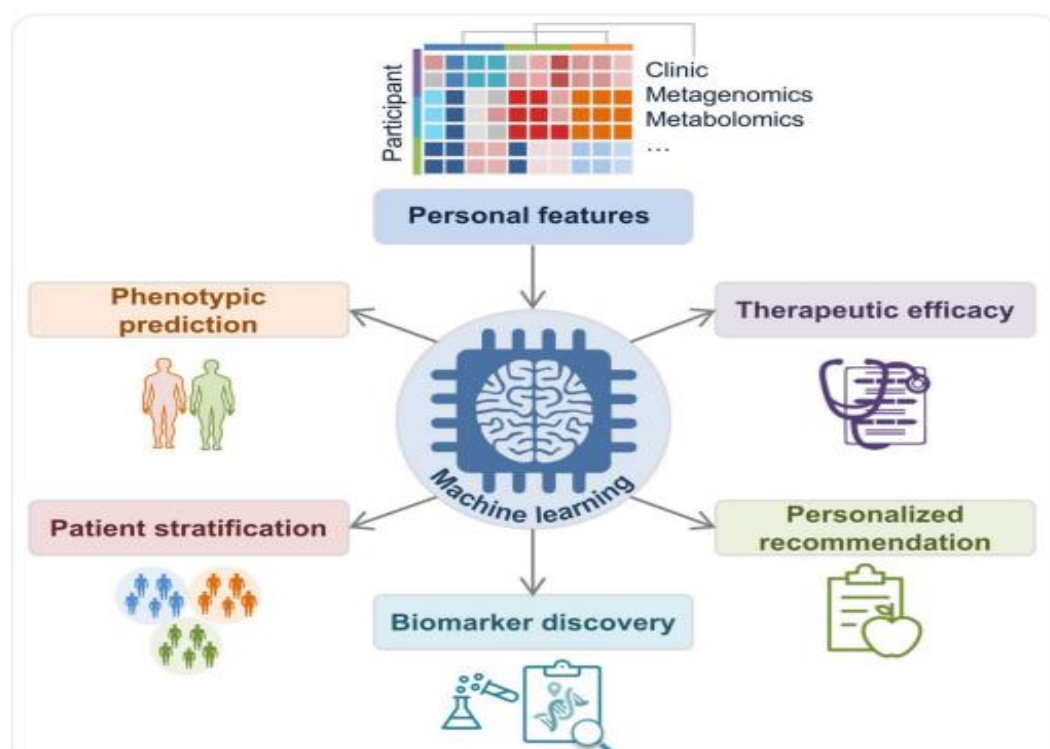 Participant
Clinic
Metagenomics
Metabolomics
...
Personal features
Phenotypic
prediction
Therapeutic efficacy
Machine learning
Patient stratification
Personalized
recommendation
Biomarker discovery